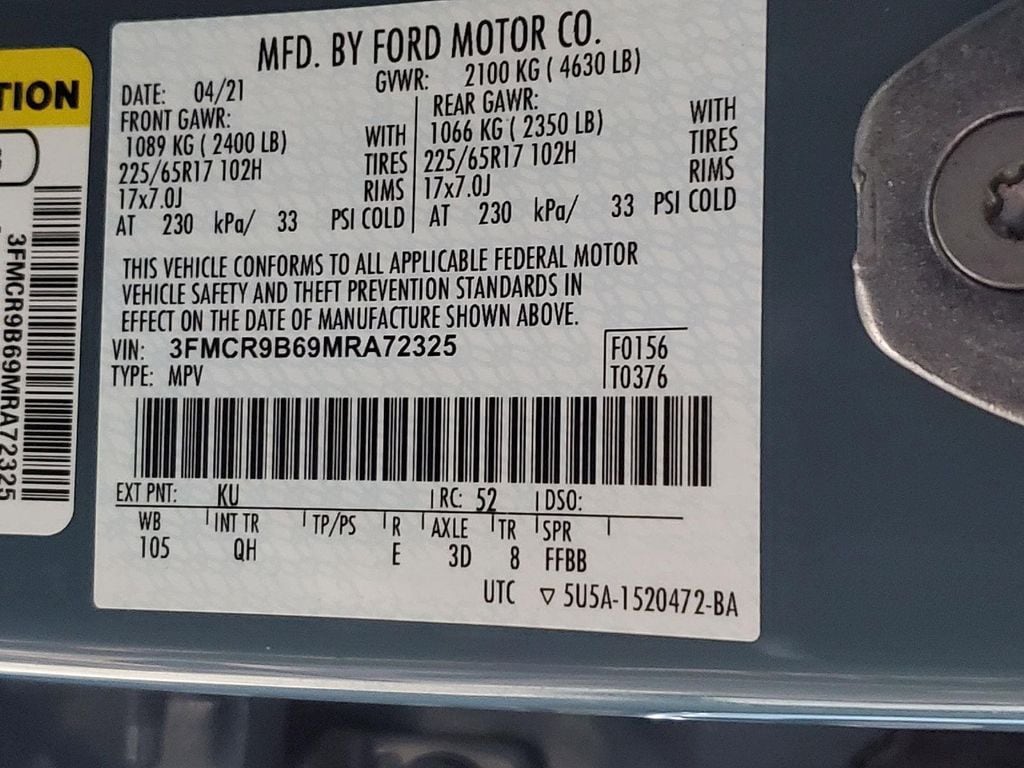 TION
3FMCR9B69MRA72325
MFD. BY FORD MOTOR CO.
DATE: 04/21 GVWR: 2100 KG ( 4630 LB)
FRONT GAWR: REAR GAWR:
1089 KG ( 2400 LB) WITH 1066 KG ( 2350 LB) WITH
225/65R17 102H TIRES 225/65R17 102H TIRES
17x7.0J RIMS 17x7.0J RIMS
AT 230 kPa/ 33 PSI COLD AT 230 kPa/ 33 PSI COLD
THIS VEHICLE CONFORMS TO ALL APPLICABLE FEDERAL MOTOR
VEHICLE SAFETY AND THEFT PREVENTION STANDARDS IN
EFFECT ON THE DATE OF MANUFACTURE SHOWN ABOVE.
VIN: 3FMCR9B69MRA72325 F0156
TYPE: MPV T0376
EXT PNT: KU RC: 52 DSO:
WB INT TR TP/PS R AXLE TR SPR
105 QH E 3D 8 FFBB
UTC ▽ 5U5A-1520472-BA